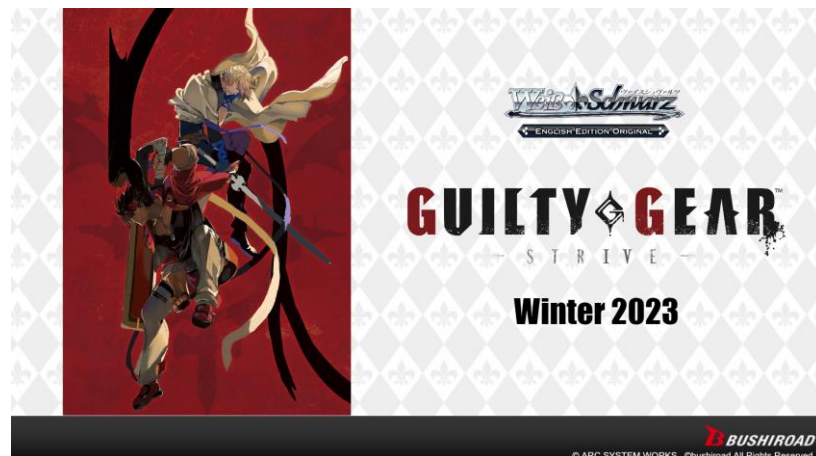 Weiß Schwarz
ヴァイスシュヴァルツ
ENGLISH EDITION ORIGINAL
GUILTY GEAR™
- STRIVE -
Winter 2023
BUSHIROAD
© ARC SYSTEM WORKS ©bushiroad All Rights Reserved.